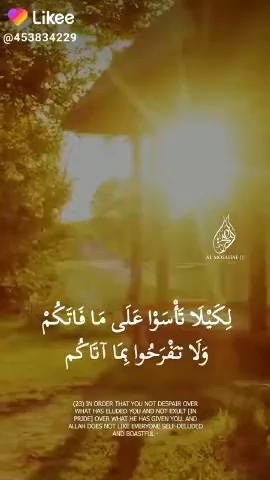 Likee
@453834229
AL MOGAFFAE
لِكَيْلَا تَأْسَوْا عَلَى مَا فَاتَكُمْ
وَلَا تَفْرَحُوا بِمَا آتَاكُم
(23) IN ORDER THAT YOU NOT DESPAIR OVER
WHAT HAS ELUDED YOU AND NOT EXULT [IN
PRIDE] OVER WHAT HE HAS GIVEN YOU. AND
ALLAH DOES NOT LIKE EVERYONE SELF-DELUDED
AND BOASTFUL -